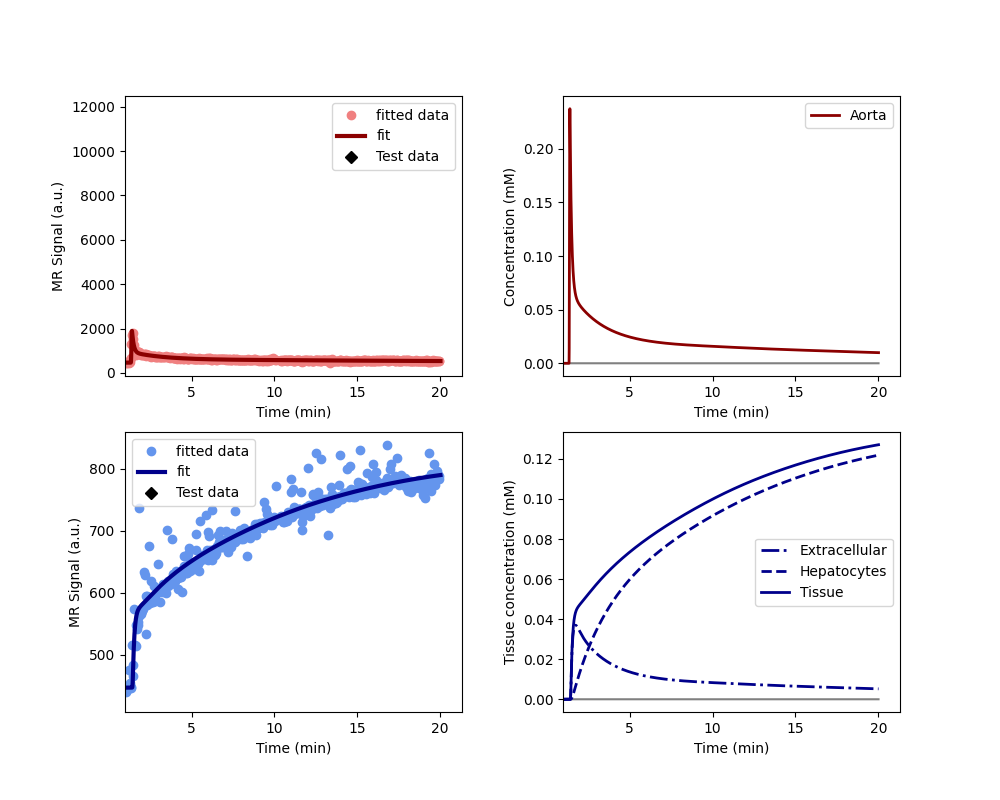 12000
10000
8000
6000
4000
2000
0
MR Signal (a.u.)
fitted data
fit
Test data
5
10
15
20
Time (min)
0.20
0.15
0.10
0.05
0.00
Concentration (mM)
Aorta
5
10
15
20
Time (min)
800
700
600
500
MR Signal (a.u.)
fitted data
fit
Test data
5
10
15
20
Time (min)
0.12
0.10
0.08
0.06
0.04
0.02
0.00
Tissue concentration (mM)
Extracellular
Hepatocytes
Tissue
5
10
15
20
Time (min)